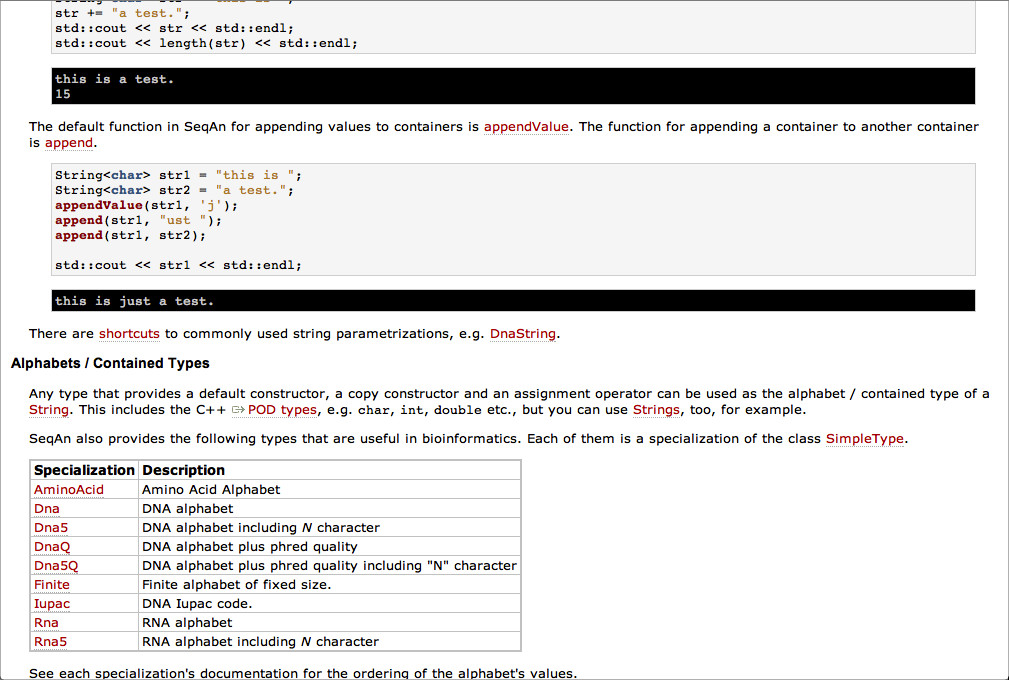 str += "a test.";
std::cout << str << std::endl;
std::cout << length(str) << std::endl;
this is a test.
15
The default function in SeqAn for appending values to containers is appendValue. The function for appending a container to another container
is append.
String<char> str1 = "this is ";
String<char> str2 = "a test.";
appendValue(str1, 'j');
append(str1, "ust ");
append(str1, str2);
std::cout << str1 << std::endl;
this is just a test.
There are shortcuts to commonly used string parametrizations, e.g. DnaString.
Alphabets / Contained Types
Any type that provides a default constructor, a copy constructor and an assignment operator can be used as the alphabet / contained type of a
String. This includes the C++ POD types, e.g. char, int, double etc., but you can use Strings, too, for example.
SeqAn also provides the following types that are useful in bioinformatics. Each of them is a specialization of the class SimpleType.
Specialization Description
AminoAcid Amino Acid Alphabet
Dna DNA alphabet
Dna5 DNA alphabet including N character
DnaQ DNA alphabet plus phred quality
Dna5Q DNA alphabet plus phred quality including "N" character
Finite Finite alphabet of fixed size.
Iupac DNA Iupac code.
Rna RNA alphabet
Rna5 RNA alphabet including N character
See each specialization's documentation for the ordering of the alphabet's values.